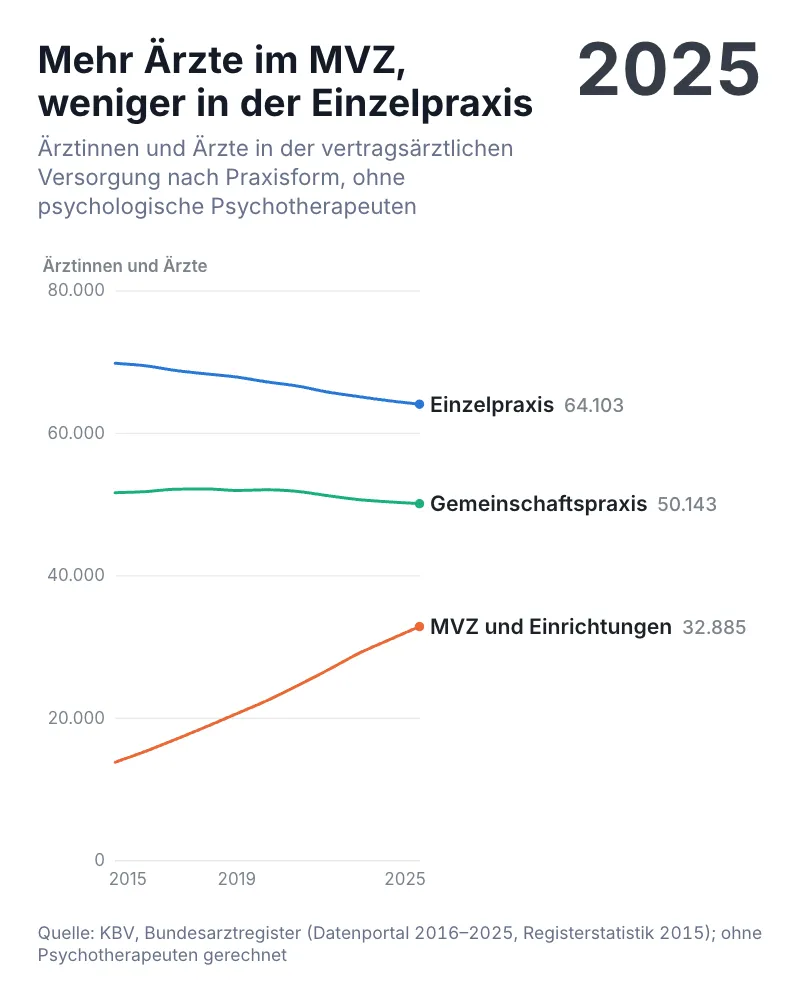 Mehr Ärzte im MVZ,
weniger in der Einzelpraxis
2025
Ärztinnen und Ärzte in der vertragsärztlichen
Versorgung nach Praxisform, ohne
psychologische Psychotherapeuten
Ärztinnen und Ärzte
80.000
Einzelpraxis 64.103
60.000
Gemeinschaftspraxis 50.143
40.000
MVZ und Einrichtungen 32.885
20.000
0
2015 2019 2025
Quelle: KBV, Bundesarztregister (Datenportal 2016–2025, Registerstatistik 2015); ohne
Psychotherapeuten gerechnet